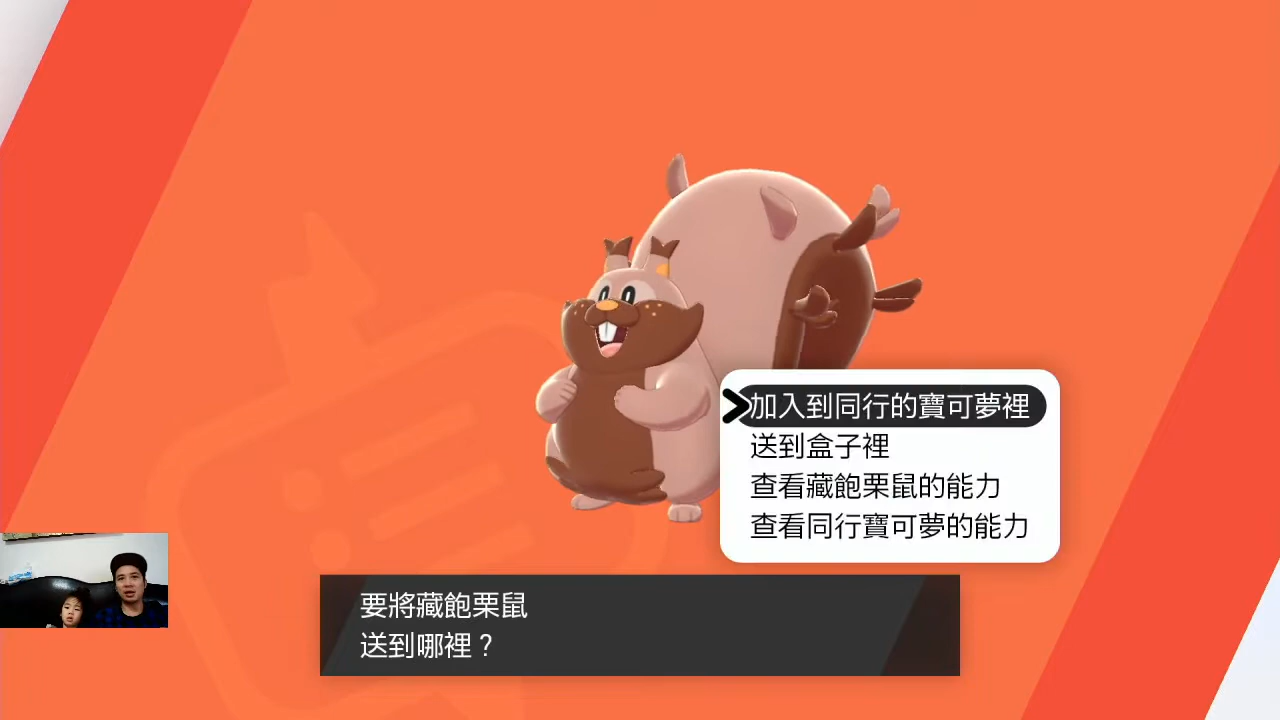 加入到同行的寶可夢裡
送到盒子裡
查看藏飽栗鼠的能力
查看同行寶可夢的能力
要將藏飽栗鼠
送到哪裡？